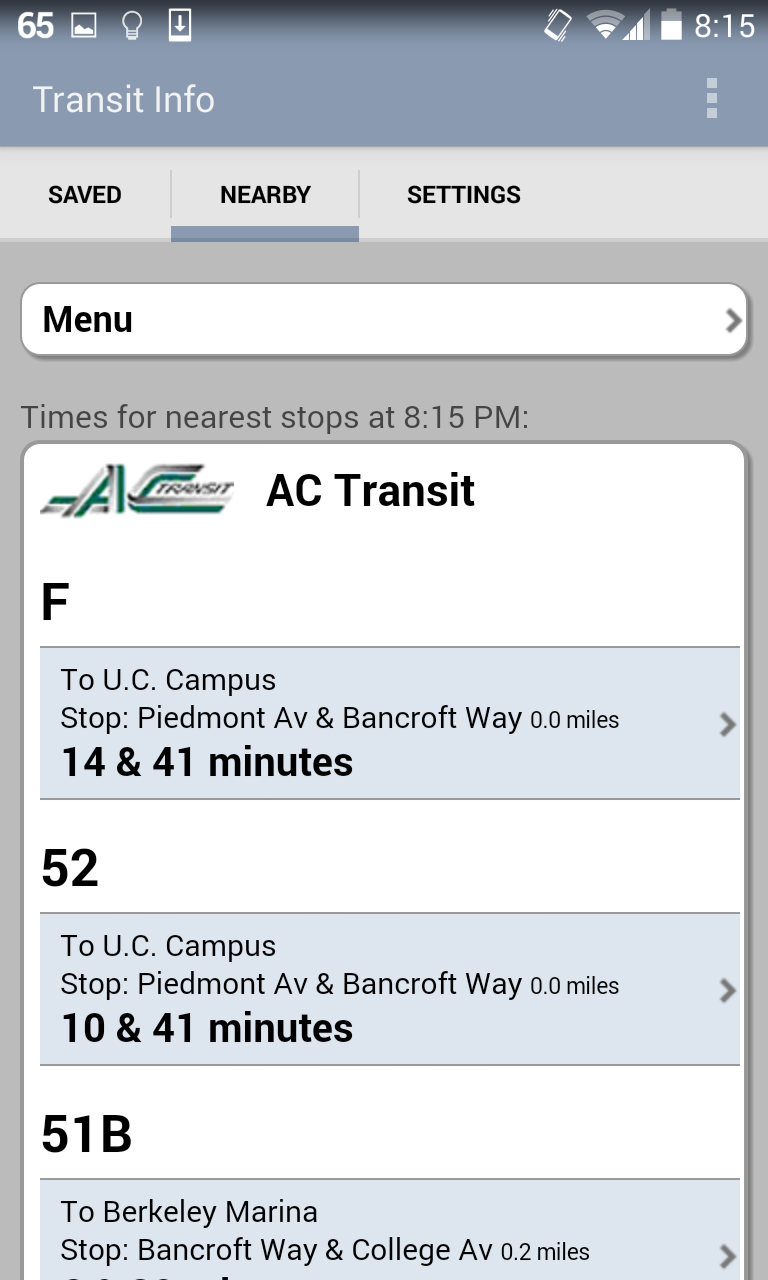 65
8:15
Transit Info
SAVED NEARBY SETTINGS
Menu
Times for nearest stops at 8:15 PM:
AC TRANSIT AC Transit
F
To U.C. Campus
Stop: Piedmont Av & Bancroft Way 0.0 miles
14 & 41 minutes
52
To U.C. Campus
Stop: Piedmont Av & Bancroft Way 0.0 miles
10 & 41 minutes
51B
To Berkeley Marina
Stop: Bancroft Way & College Av 0.2 miles